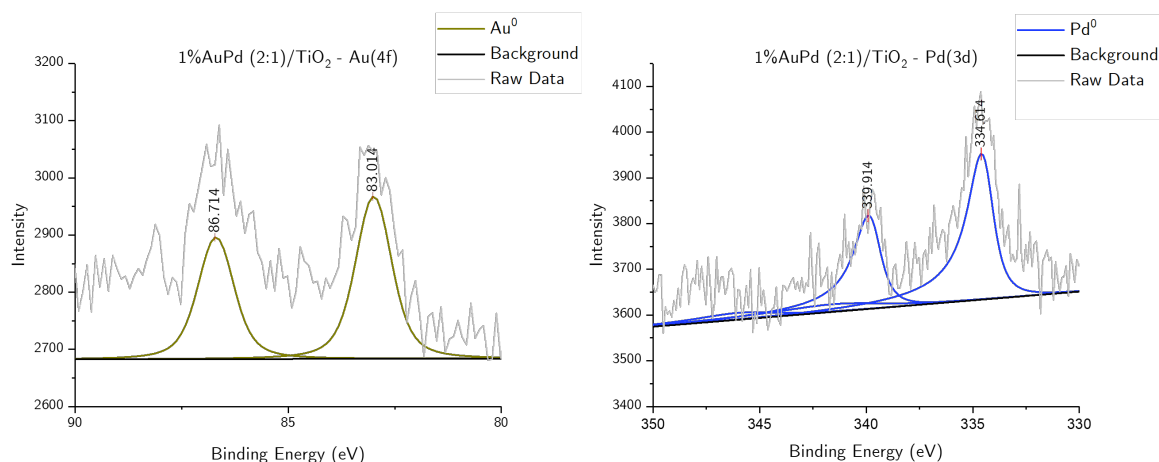 Au⁰
Background
Raw Data
1%AuPd (2:1)/TiO₂ - Au(4f)
3200
3100
3000
2900
2800
2700
2600
90
85
80
Intensity
Binding Energy (eV)
86.714
83.014
Pd⁰
Background
Raw Data
1%AuPd (2:1)/TiO₂ - Pd(3d)
4100
4000
3900
3800
3700
3600
3500
3400
350
345
340
335
330
Intensity
Binding Energy (eV)
339.914
334.614